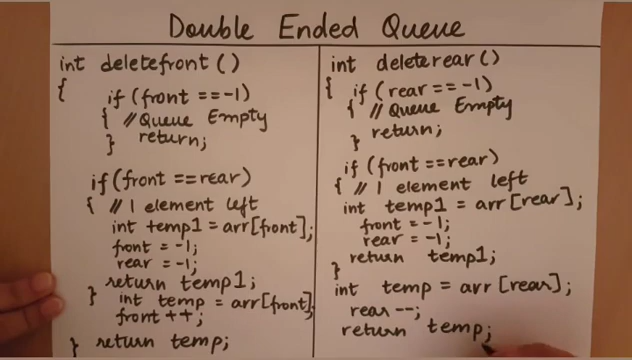 Double Ended Queue
int deletefront ()
{ if (front ==-1)
{ // Queue Empty
} return;
if (front ==rear)
{ // 1 element left
int temp1 = arr[front];
front = -1;
rear = -1;
return temp1;
} int temp = arr[front];
front ++;
} return temp;
int deleterear ()
{ if (rear ==-1)
{ // Queue Empty
return;
}
if (front ==rear)
{ // 1 element left
int temp1 = arr[rear];
front = -1;
rear = -1;
return temp1;
}
int temp = arr [rear];
rear --;
return temp;